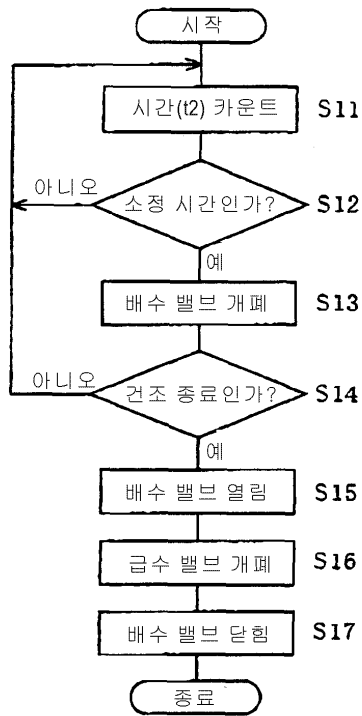 시작
시간(t2) 카운트 S11
아니오 소정 시간인가? S12
예
배수 밸브 개폐 S13
아니오 건조 종료인가? S14
예
배수 밸브 열림 S15
급수 밸브 개폐 S16
배수 밸브 닫힘 S17
종료